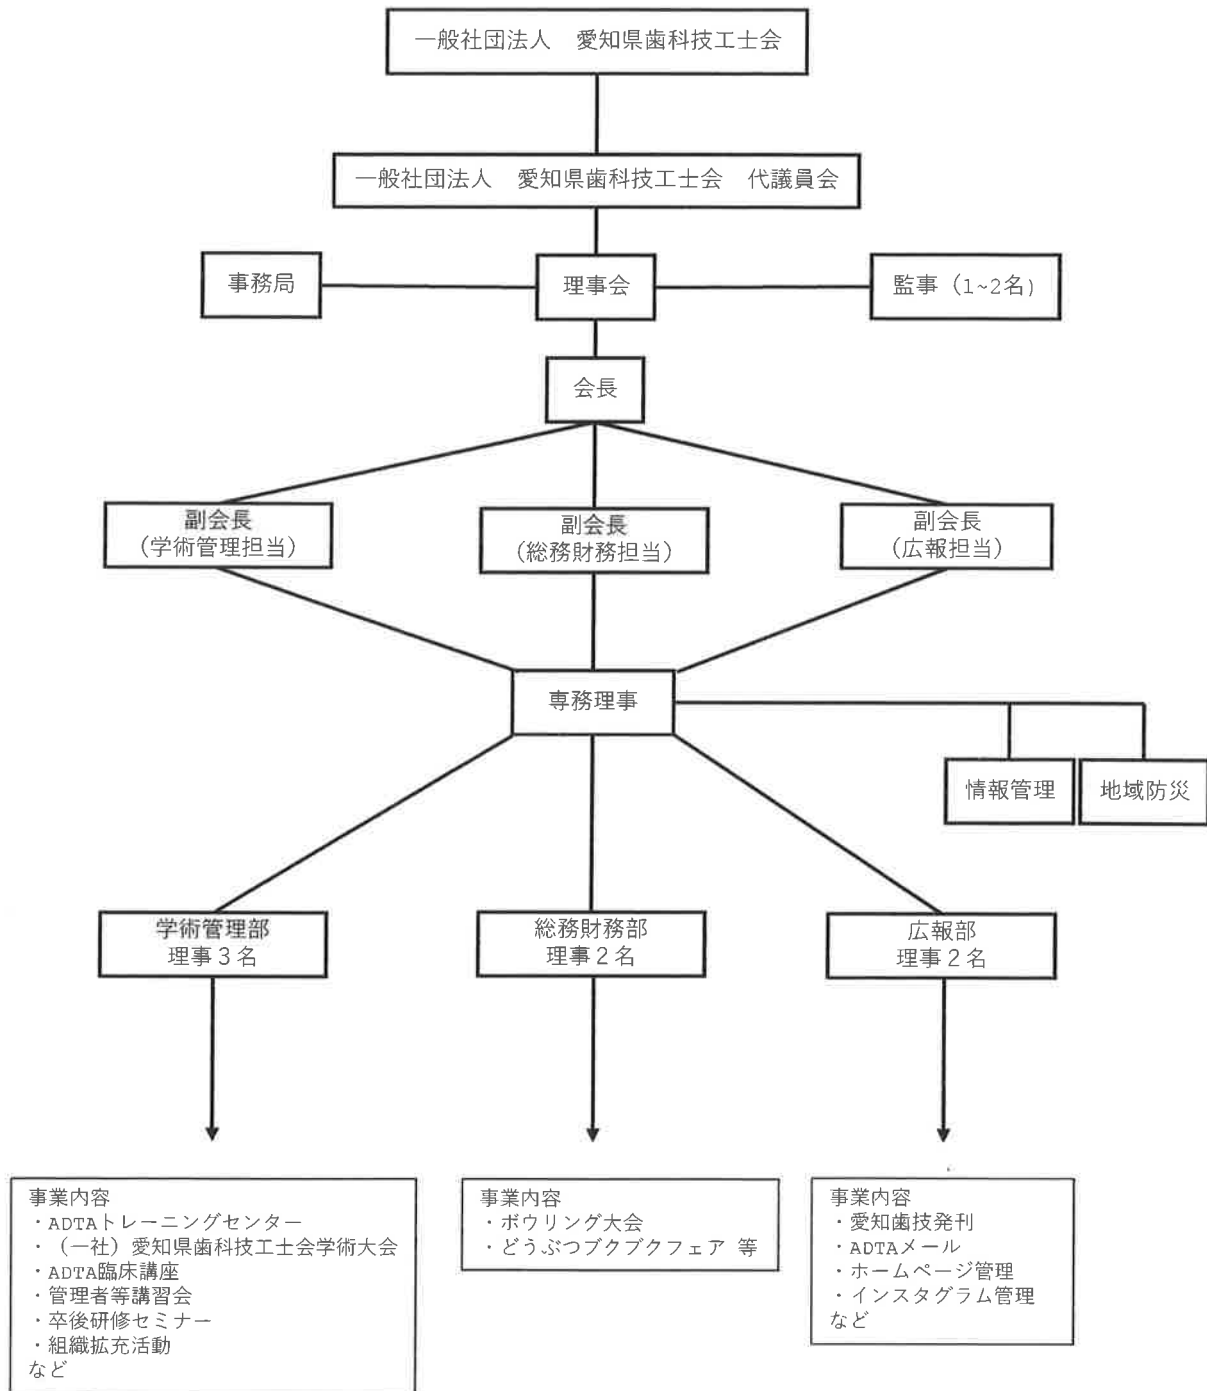 一般社団法人　愛知県歯科技工士会
一般社団法人　愛知県歯科技工士会　代議員会
事務局
理事会
監事（1~2名）
会長
副会長
（学術管理担当）
副会長
（総務財務担当）
副会長
（広報担当）
専務理事
情報管理
地域防災
学術管理部
理事３名
総務財務部
理事２名
広報部
理事２名
事業内容
・ADTAトレーニングセンター
・（一社）愛知県歯科技工士会学術大会
・ADTA臨床講座
・管理者等講習会
・卒後研修セミナー
・組織拡充活動
など
事業内容
・ボウリング大会
・どうぶつブクブクフェア 等
事業内容
・愛知歯技発刊
・ADTAメール
・ホームページ管理
・インスタグラム管理
など